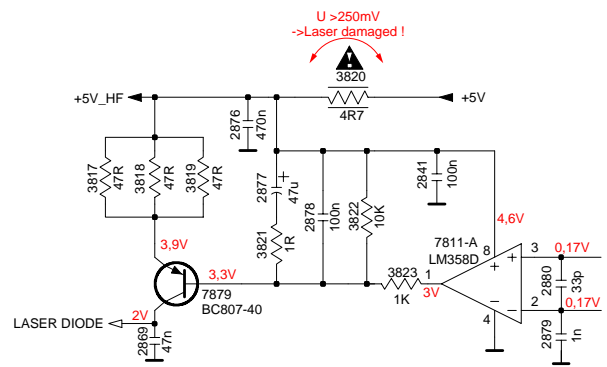 U >250mV
->Laser damaged !
3820
4R7
+5V_HF
+5V
2876
470n
3817
47R
3818
47R
3819
47R
2877
47u
+
3821
1R
2878
100n
3822
10K
2841
100n
4,6V
3,9V
3,3V
7879
BC807-40
2V
LASER DIODE
2869
47n
3823
1K
1
3V
7811-A
LM358D
8
+
+
3
0,17V
2880
33p
−
−
2
0,17V
4
2879
1n